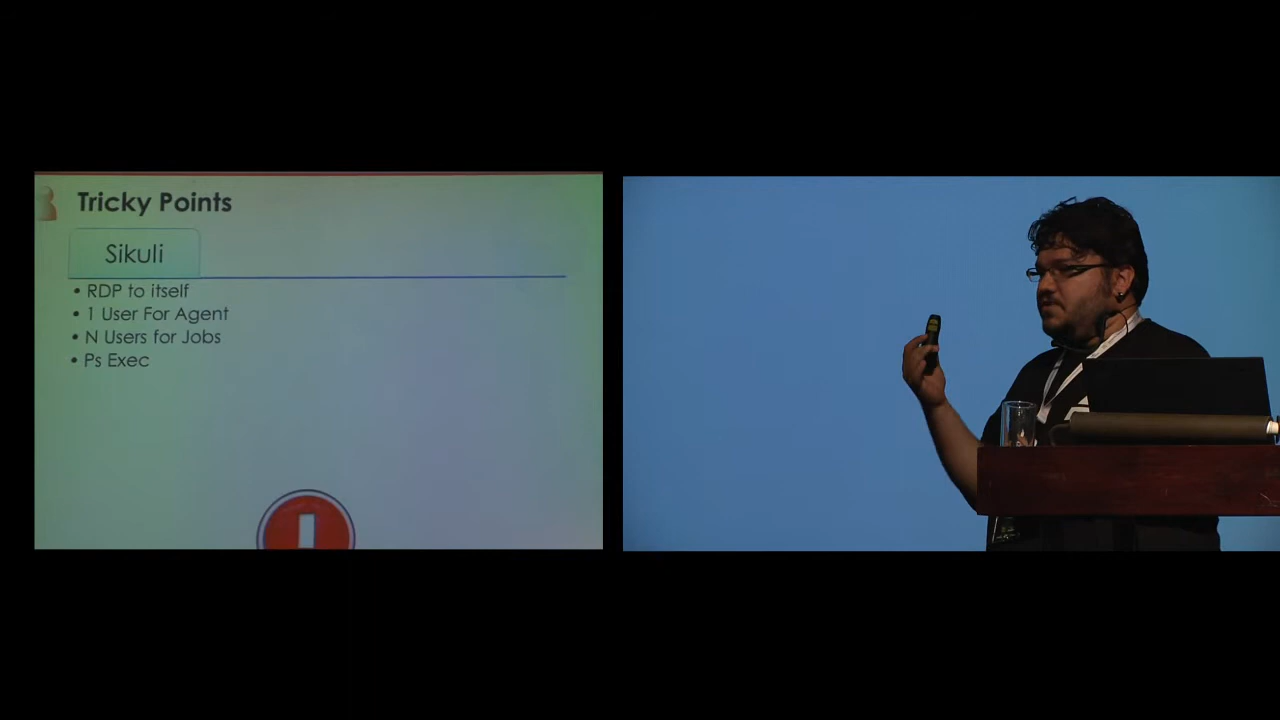 Tricky Points
Sikuli
• RDP to itself
• 1 User For Agent
• N Users for Jobs
• Ps Exec